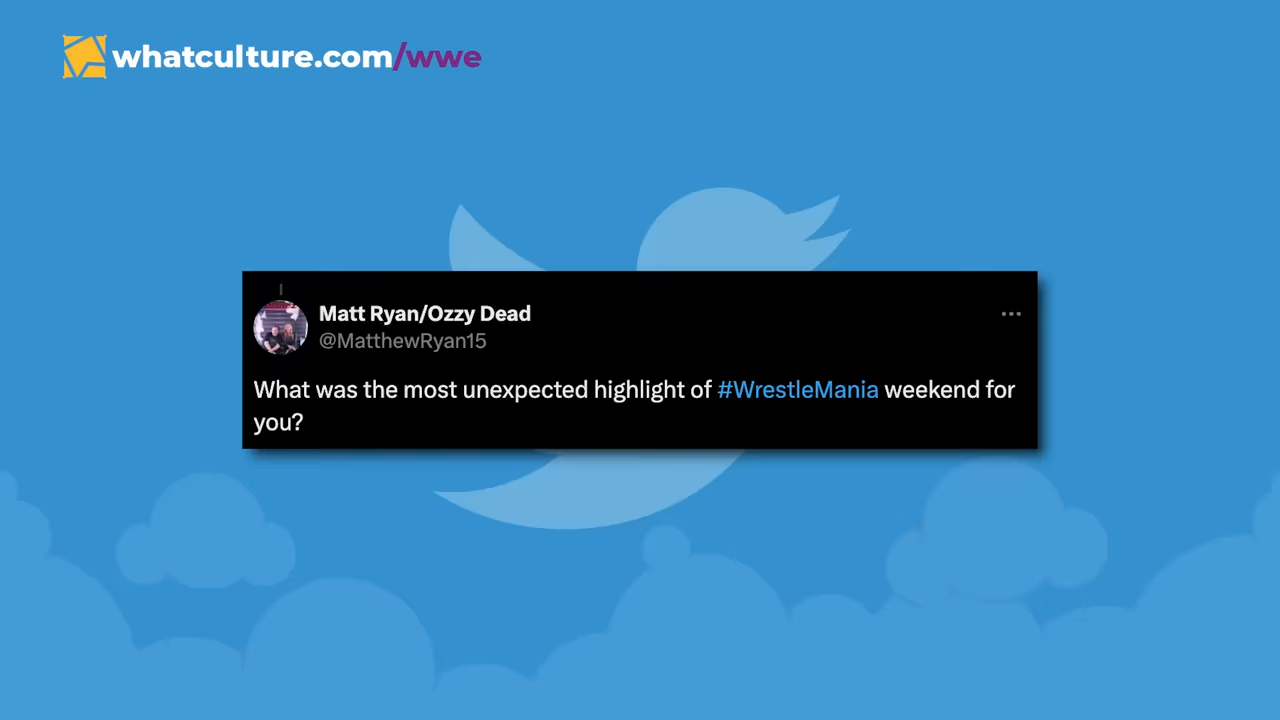 whatculture.com/wwe
Matt Ryan/Ozzy Dead
@MatthewRyan15
What was the most unexpected highlight of #WrestleMania weekend for
you?